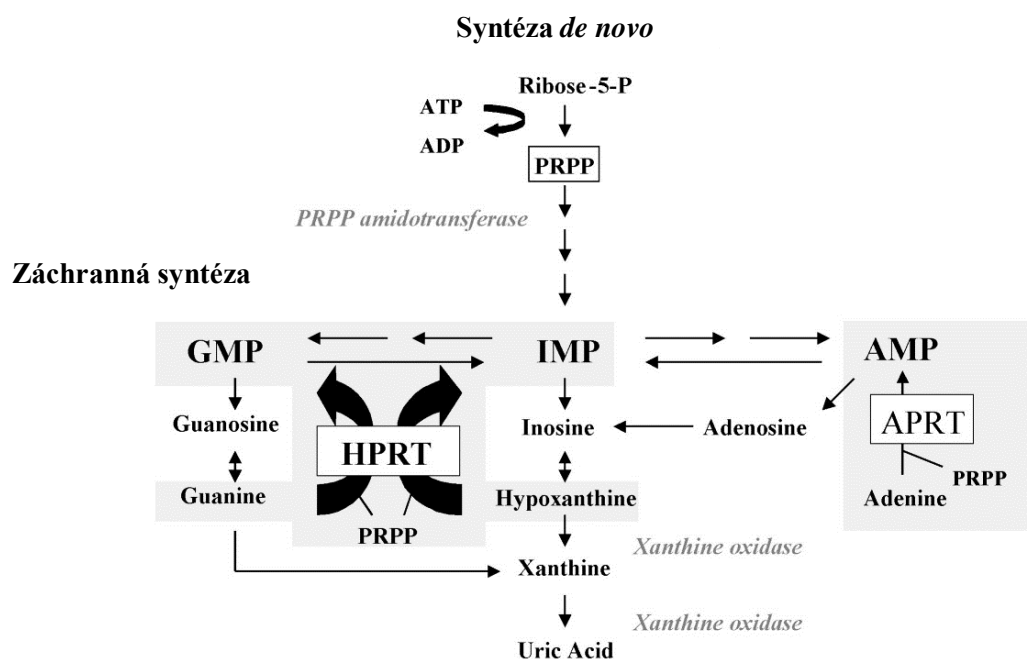 Syntéza de novo
Ribose-5-P
ATP
ADP
PRPP
PRPP amidotransferase
Záchranná syntéza
GMP
IMP
AMP
Guanosine
Inosine
Adenosine
APRT
HPRT
PRPP
Guanine
Hypoxanthine
Adenine
PRPP
Xanthine oxidase
Xanthine
Xanthine oxidase
Uric Acid